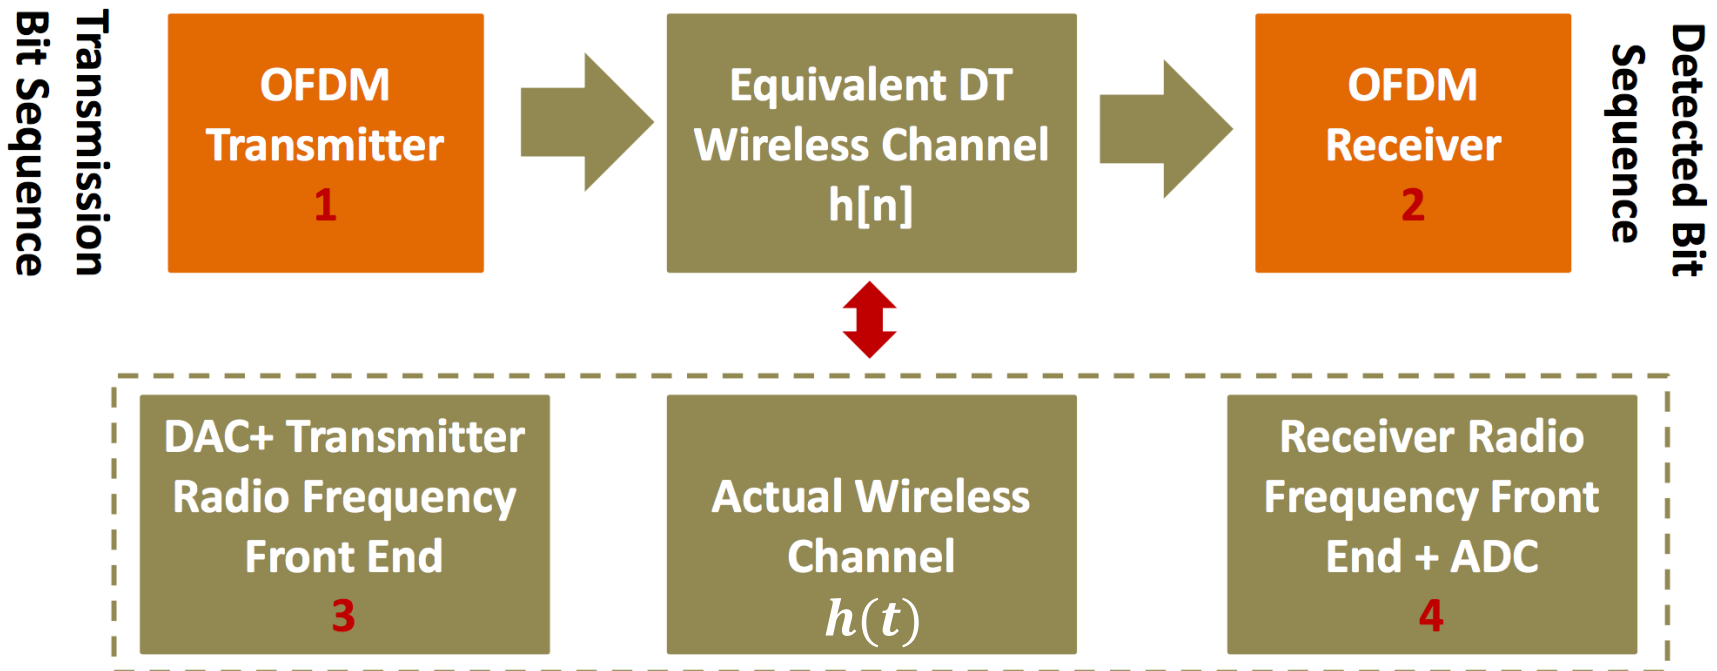 Transmission
Bit Sequence
OFDM
Transmitter
1
Equivalent DT
Wireless Channel
h[n]
OFDM
Receiver
2
Detected Bit
Sequence
DAC+ Transmitter
Radio Frequency
Front End
3
Actual Wireless
Channel
h(t)
Receiver Radio
Frequency Front
End + ADC
4